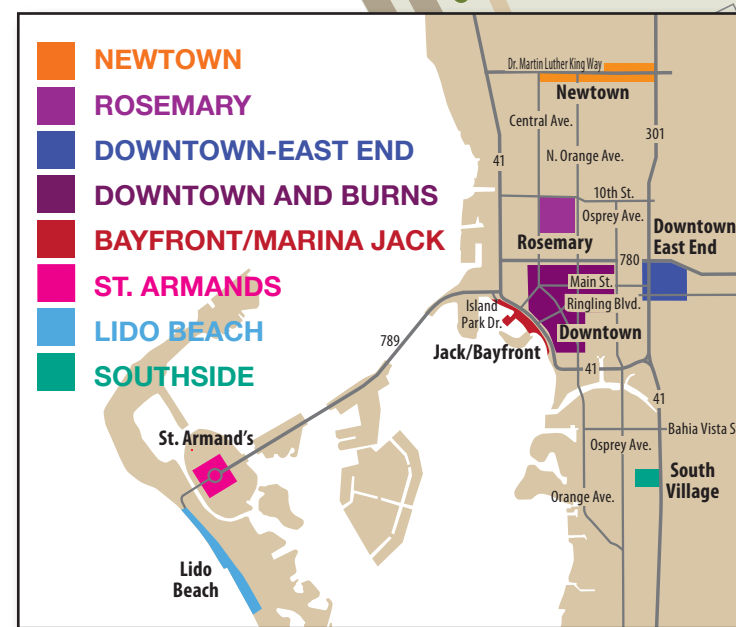 NEWTOWN
ROSEMARY
DOWNTOWN-EAST END
DOWNTOWN AND BURNS
BAYFRONT/MARINA JACK
ST. ARMANDS
LIDO BEACH
SOUTHSIDE
Dr. Martin Luther King Way
Newtown
Central Ave.
301
41
N. Orange Ave.
10th St.
Osprey Ave.
Rosemary
Downtown
East End
780
Main St.
Island
Park Dr.
Ringling Blvd.
Downtown
789
Jack/Bayfront
41
41
St. Armand's
Bahia Vista S
Osprey Ave.
South
Village
Orange Ave.
Lido
Beach